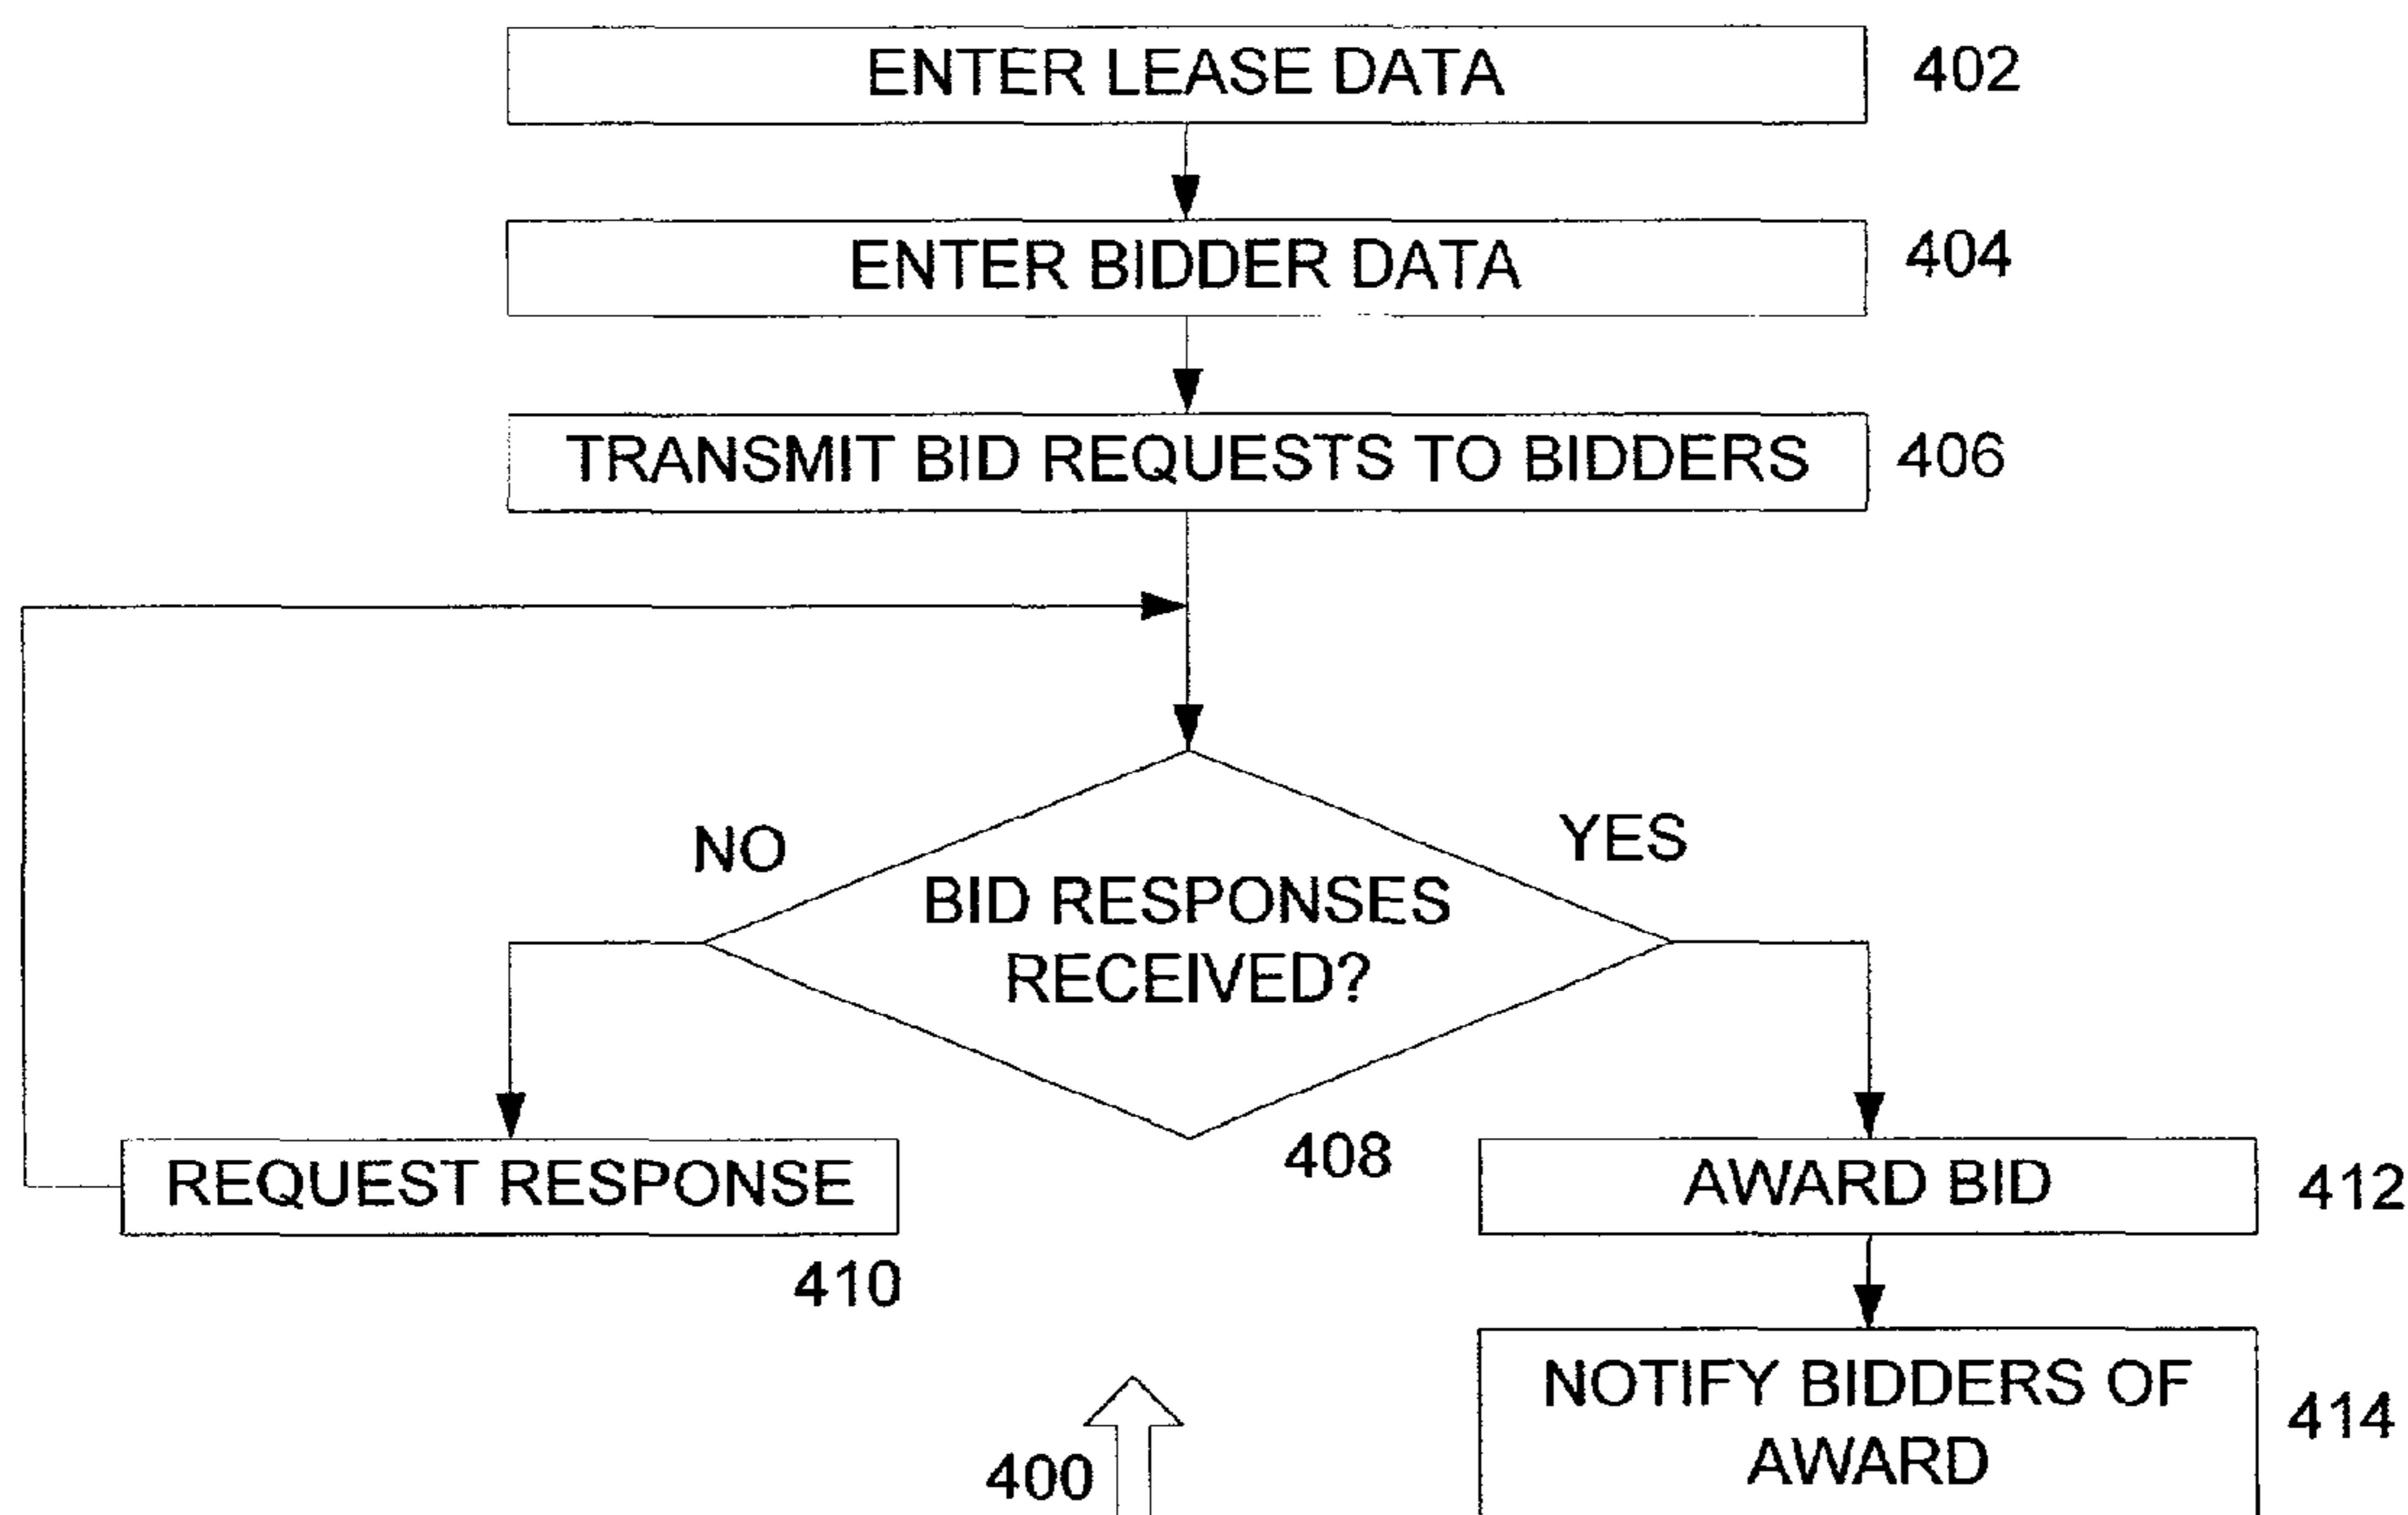 ENTER LEASE DATA
402
ENTER BIDDER DATA
404
TRANSMIT BID REQUESTS TO BIDDERS
406
NO
YES
BID RESPONSES
RECEIVED?
408
REQUEST RESPONSE
410
AWARD BID
412
NOTIFY BIDDERS OF
AWARD
414
400